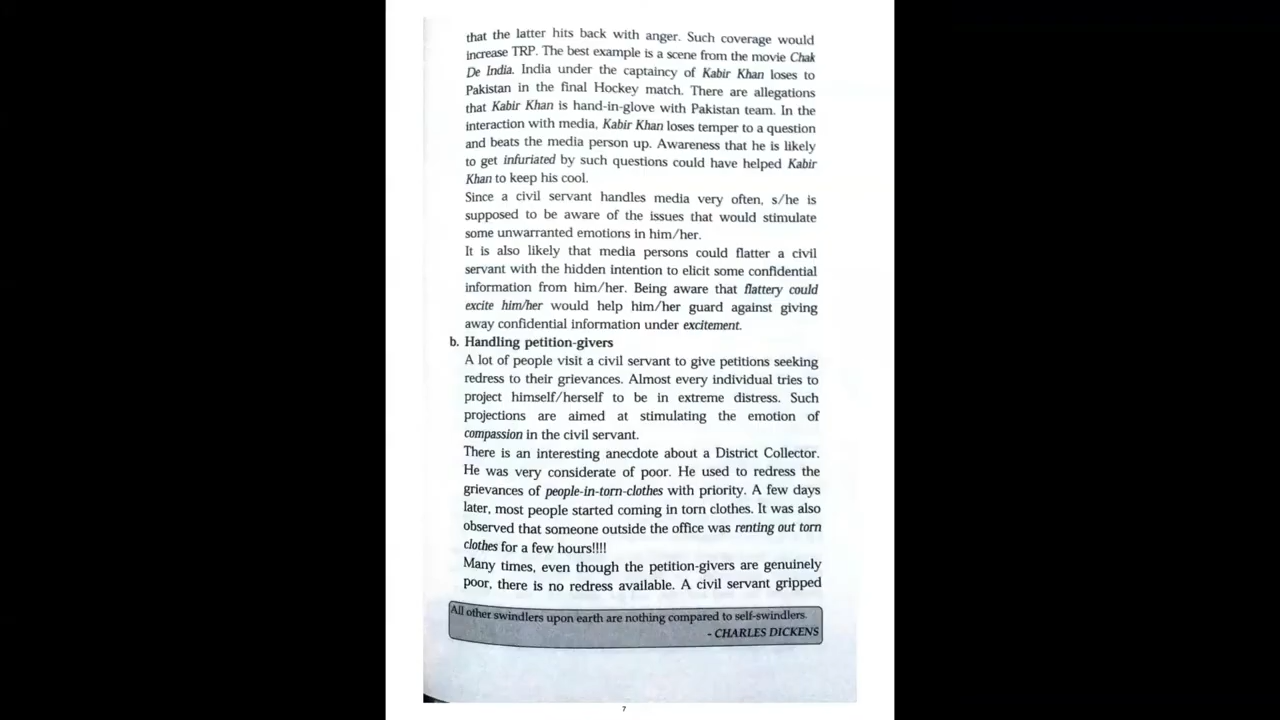 that the latter hits back with anger. Such coverage would
increase TRP. The best example is a scene from the movie Chak
De India. India under the captaincy of Kabir Khan loses to
Pakistan in the final Hockey match. There are allegations
that Kabir Khan is hand-in-glove with Pakistan team. In the
interaction with media, Kabir Khan loses temper to a question
and beats the media person up. Awareness that he is likely
to get infuriated by such questions could have helped Kabir
Khan to keep his cool.
Since a civil servant handles media very often, s/he is
supposed to be aware of the issues that would stimulate
some unwarranted emotions in him/her.
It is also likely that media persons could flatter a civil
servant with the hidden intention to elicit some confidential
information from him/her. Being aware that flattery could
excite him/her would help him/her guard against giving
away confidential information under excitement.
b. Handling petition-givers
A lot of people visit a civil servant to give petitions seeking
redress to their grievances. Almost every individual tries to
project himself/herself to be in extreme distress. Such
projections are aimed at stimulating the emotion of
compassion in the civil servant.
There is an interesting anecdote about a District Collector.
He was very considerate of poor. He used to redress the
grievances of people-in-torn-clothes with priority. A few days
later, most people started coming in torn clothes. It was also
observed that someone outside the office was renting out torn
clothes for a few hours!!!!
Many times, even though the petition-givers are genuinely
poor, there is no redress available. A civil servant gripped
All other swindlers upon earth are nothing compared to self-swindlers.
- CHARLES DICKENS
7